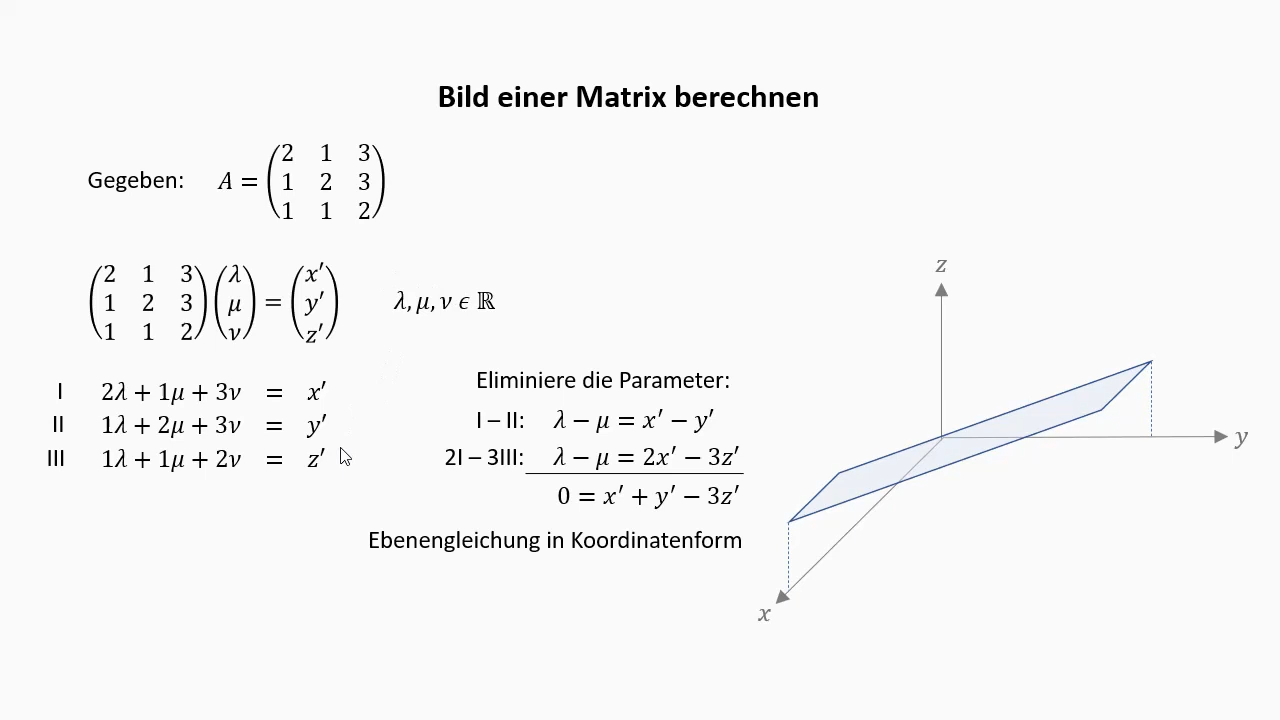 Bild einer Matrix berechnen
Gegeben: A = (2 1 3
1 2 3
1 1 2)
(2 1 3
1 2 3
1 1 2) (λ
μ
ν) = (x′
y′
z′) λ, μ, ν ϵ ℝ
I 2λ + 1μ + 3ν = x′
II 1λ + 2μ + 3ν = y′
III 1λ + 1μ + 2ν = z′
Eliminiere die Parameter:
I – II: λ − μ = x′ − y′
2I – 3III: λ − μ = 2x′ − 3z′
0 = x′ + y′ − 3z′
Ebenengleichung in Koordinatenform
z
y
x